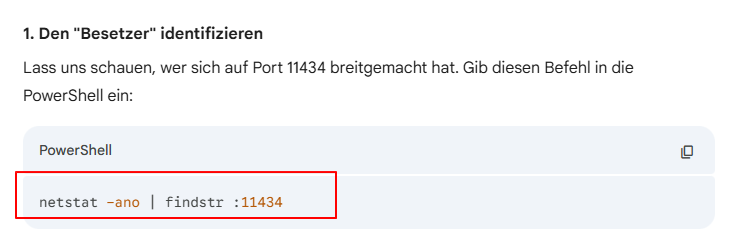 1. Den "Besetzer" identifizieren
Lass uns schauen, wer sich auf Port 11434 breitgemacht hat. Gib diesen Befehl in die
PowerShell ein:
PowerShell
netstat -ano | findstr :11434